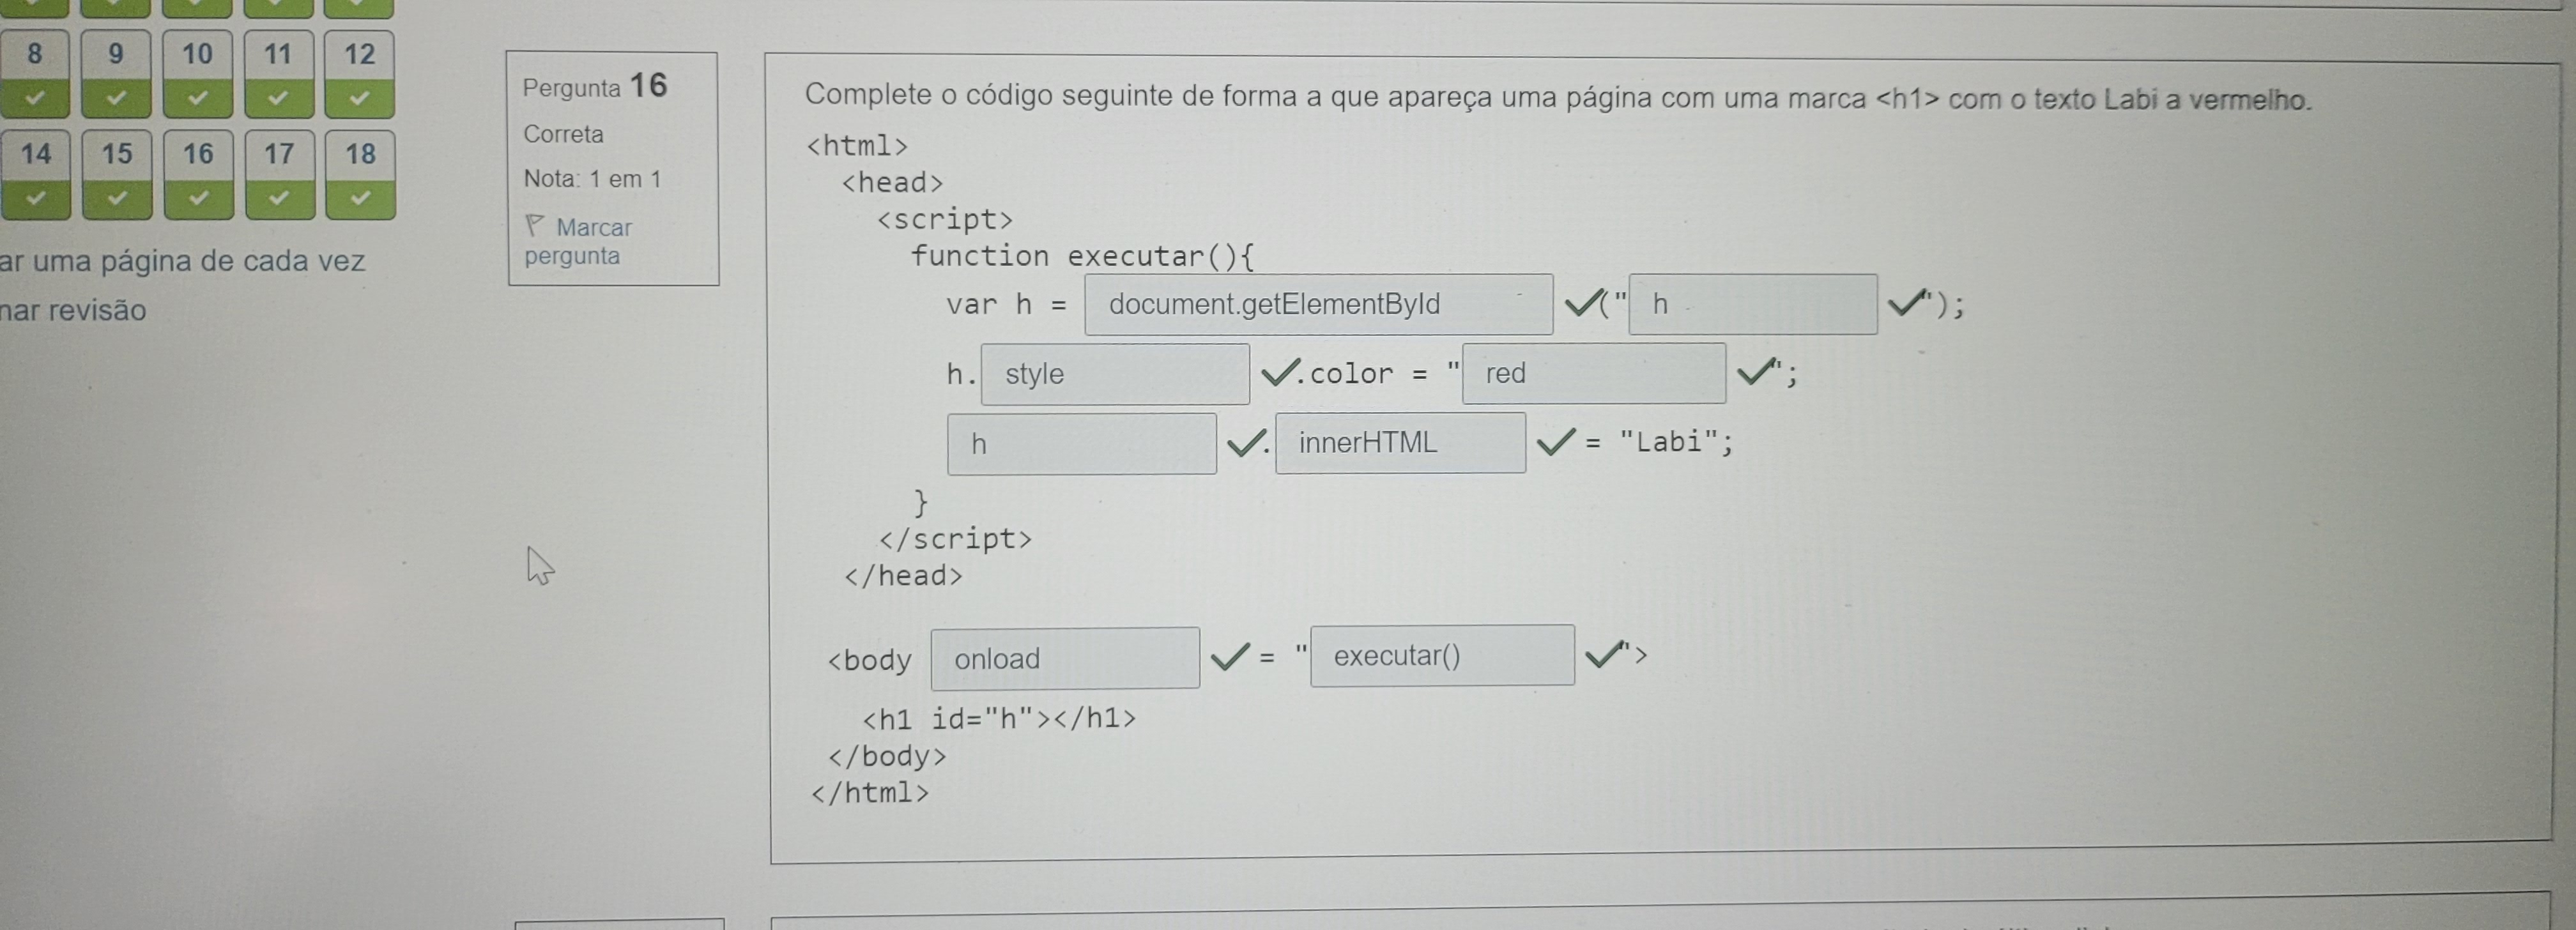 8 9 10 11 12
14 15 16 17 18
ar uma página de cada vez
nar revisão
Pergunta 16
Correta
Nota: 1 em 1
Marcar
pergunta
Complete o código seguinte de forma a que apareça uma página com uma marca <h1> com o texto Labi a vermelho.
<html>
<head>
<script>
function executar(){
var h = document.getElementById ✓(" h ✓");
h. style ✓.color = " red ✓";
h ✓. innerHTML ✓ = "Labi";
}
</script>
</head>
<body onload ✓ = " executar() ✓">
<h1 id="h"></h1>
</body>
</html>